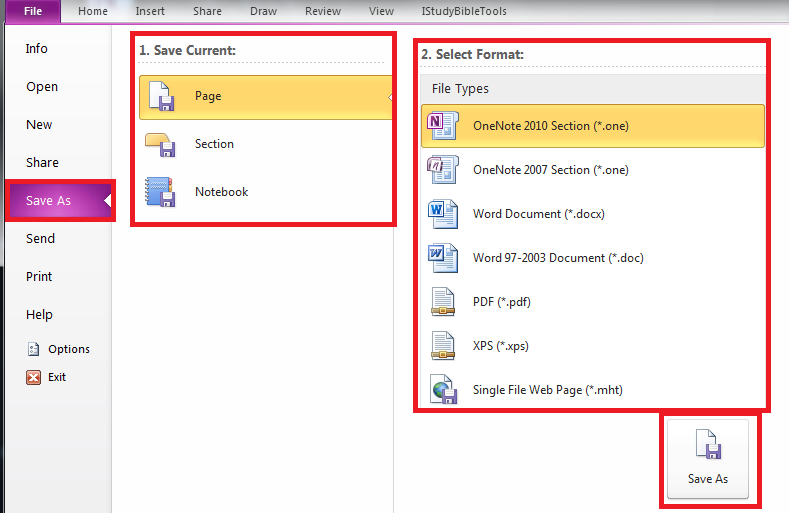 File Home Insert Share Draw Review View IStudyBibleTools
Info
Open
New
Share
Save As
Send
Print
Help
Options
Exit
1. Save Current:
Page
Section
Notebook
2. Select Format:
File Types
OneNote 2010 Section (*.one)
OneNote 2007 Section (*.one)
Word Document (*.docx)
Word 97-2003 Document (*.doc)
PDF (*.pdf)
XPS (*.xps)
Single File Web Page (*.mht)
Save As